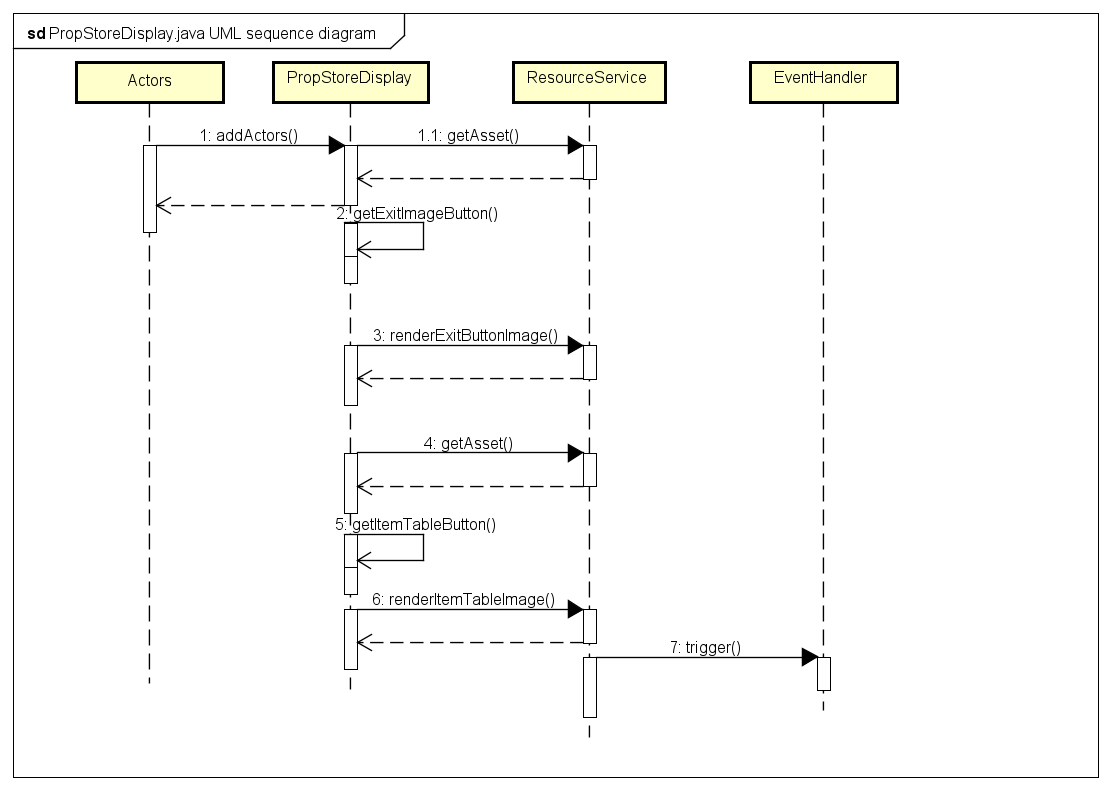 sd PropStoreDisplay.java UML sequence diagram
Actors
PropStoreDisplay
ResourceService
EventHandler
1: addActors()
1.1: getAsset()
2: getExitImageButton()
3: renderExitButtonImage()
4: getAsset()
5: getItemTableButton()
6: renderItemTableImage()
7: trigger()